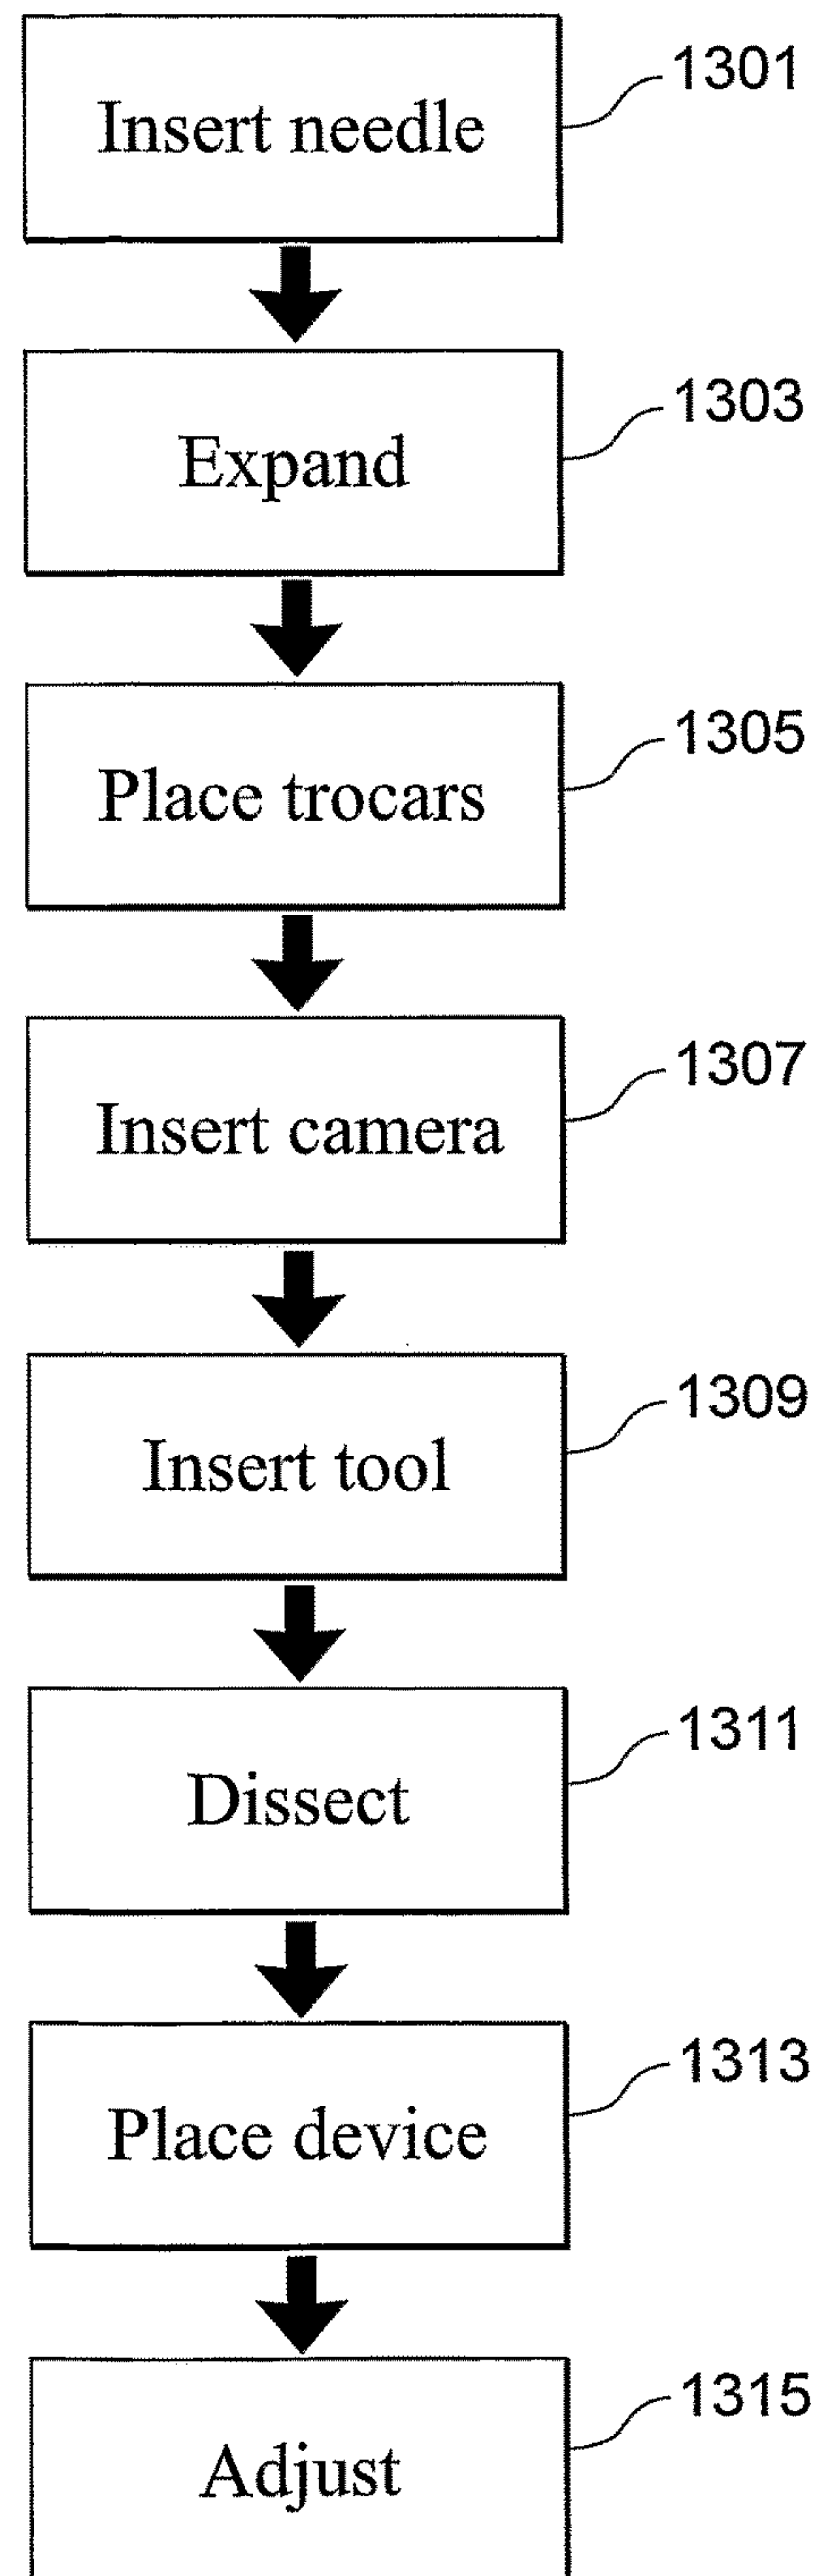 Insert needle 1301
Expand 1303
Place trocars 1305
Insert camera 1307
Insert tool 1309
Dissect 1311
Place device 1313
Adjust 1315